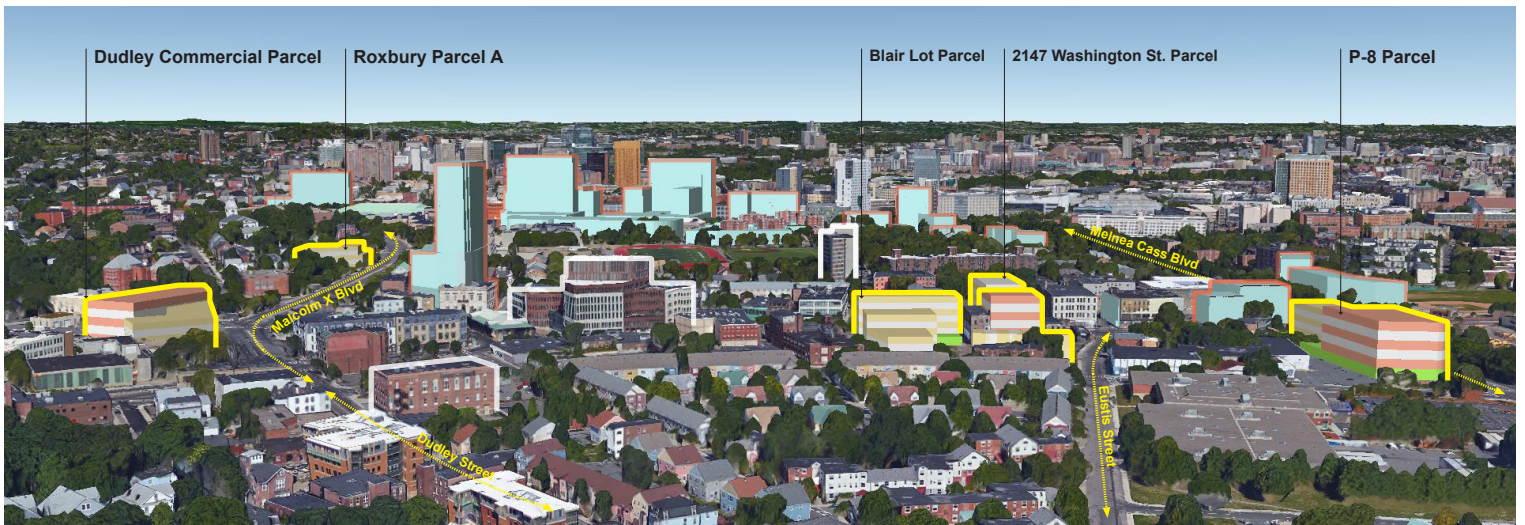 Dudley Commercial Parcel
Roxbury Parcel A
Blair Lot Parcel
2147 Washington St. Parcel
P-8 Parcel
Melnea Cass Blvd
Malcolm X Blvd
Dudley Street
Eustis Street